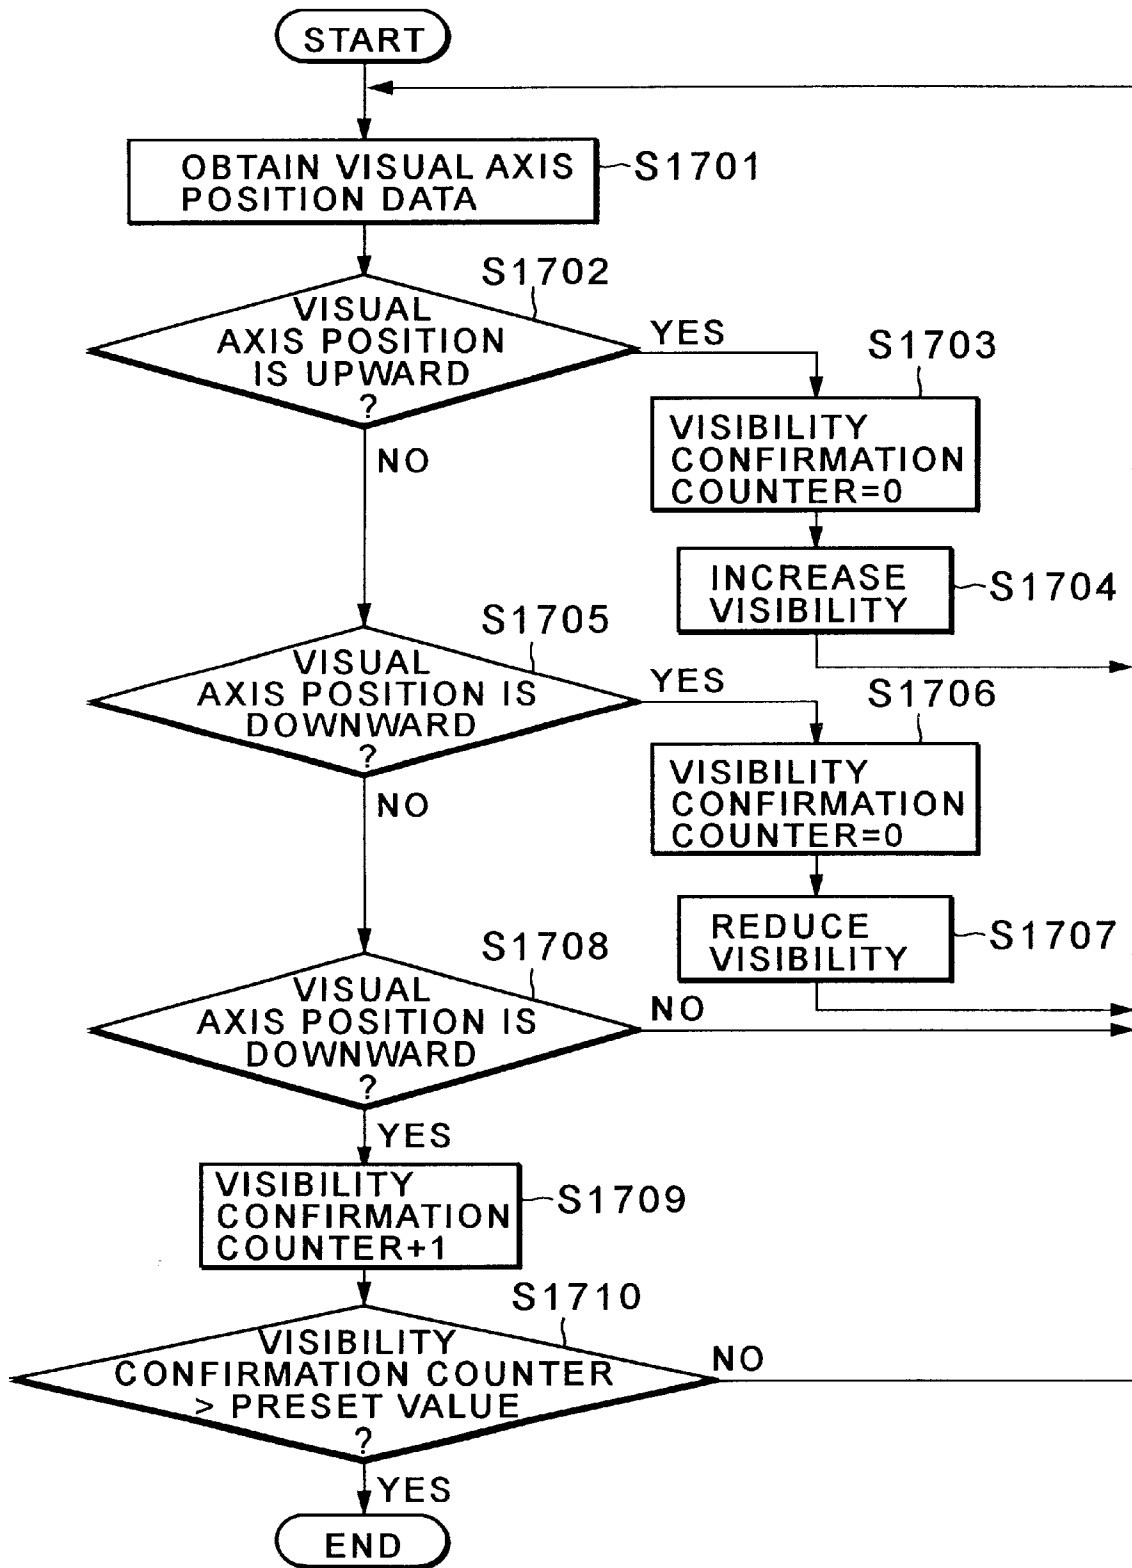 START
OBTAIN VISUAL AXIS
POSITION DATA
S1701
S1702
VISUAL
AXIS POSITION
IS UPWARD
?
YES
NO
S1703
VISIBILITY
CONFIRMATION
COUNTER=0
INCREASE
VISIBILITY
S1704
S1705
VISUAL
AXIS POSITION IS
DOWNWARD
?
YES
NO
S1706
VISIBILITY
CONFIRMATION
COUNTER=0
REDUCE
VISIBILITY
S1707
S1708
VISUAL
AXIS POSITION IS
DOWNWARD
?
NO
YES
VISIBILITY
CONFIRMATION
COUNTER+1
S1709
S1710
VISIBILITY
CONFIRMATION COUNTER
> PRESET VALUE
?
NO
YES
END